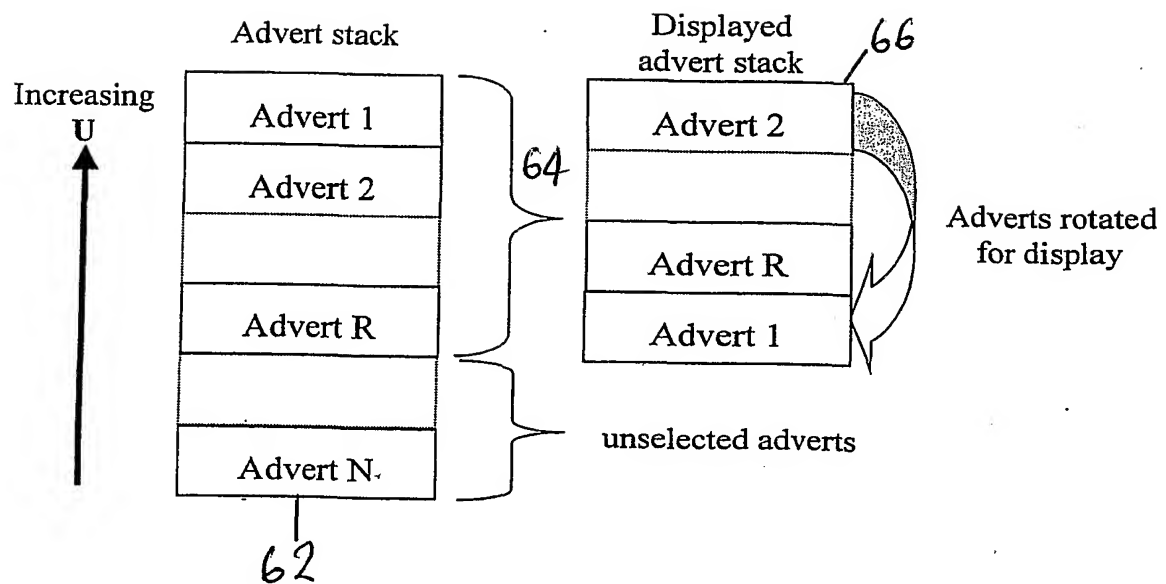 Advert stack
Displayed
advert stack
66
Increasing
U
Advert 1
Advert 2
Advert R
Advert N
64
Advert 2
Advert R
Advert 1
Adverts rotated
for display
unselected adverts
62